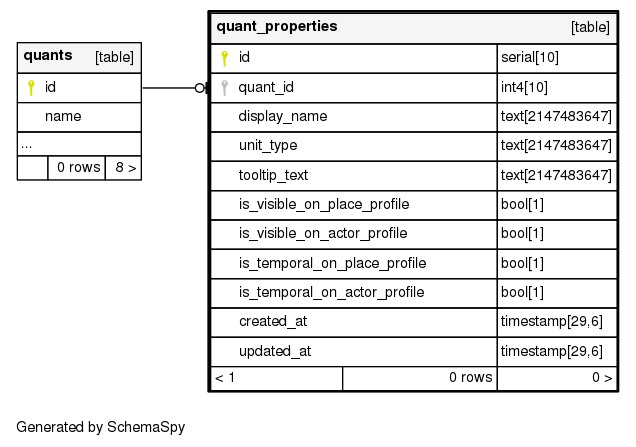 quants [table]
id
name
...
0 rows 8 >
quant_properties [table]
id serial[10]
quant_id int4[10]
display_name text[2147483647]
unit_type text[2147483647]
tooltip_text text[2147483647]
is_visible_on_place_profile bool[1]
is_visible_on_actor_profile bool[1]
is_temporal_on_place_profile bool[1]
is_temporal_on_actor_profile bool[1]
created_at timestamp[29,6]
updated_at timestamp[29,6]
< 1 0 rows 0 >
Generated by SchemaSpy